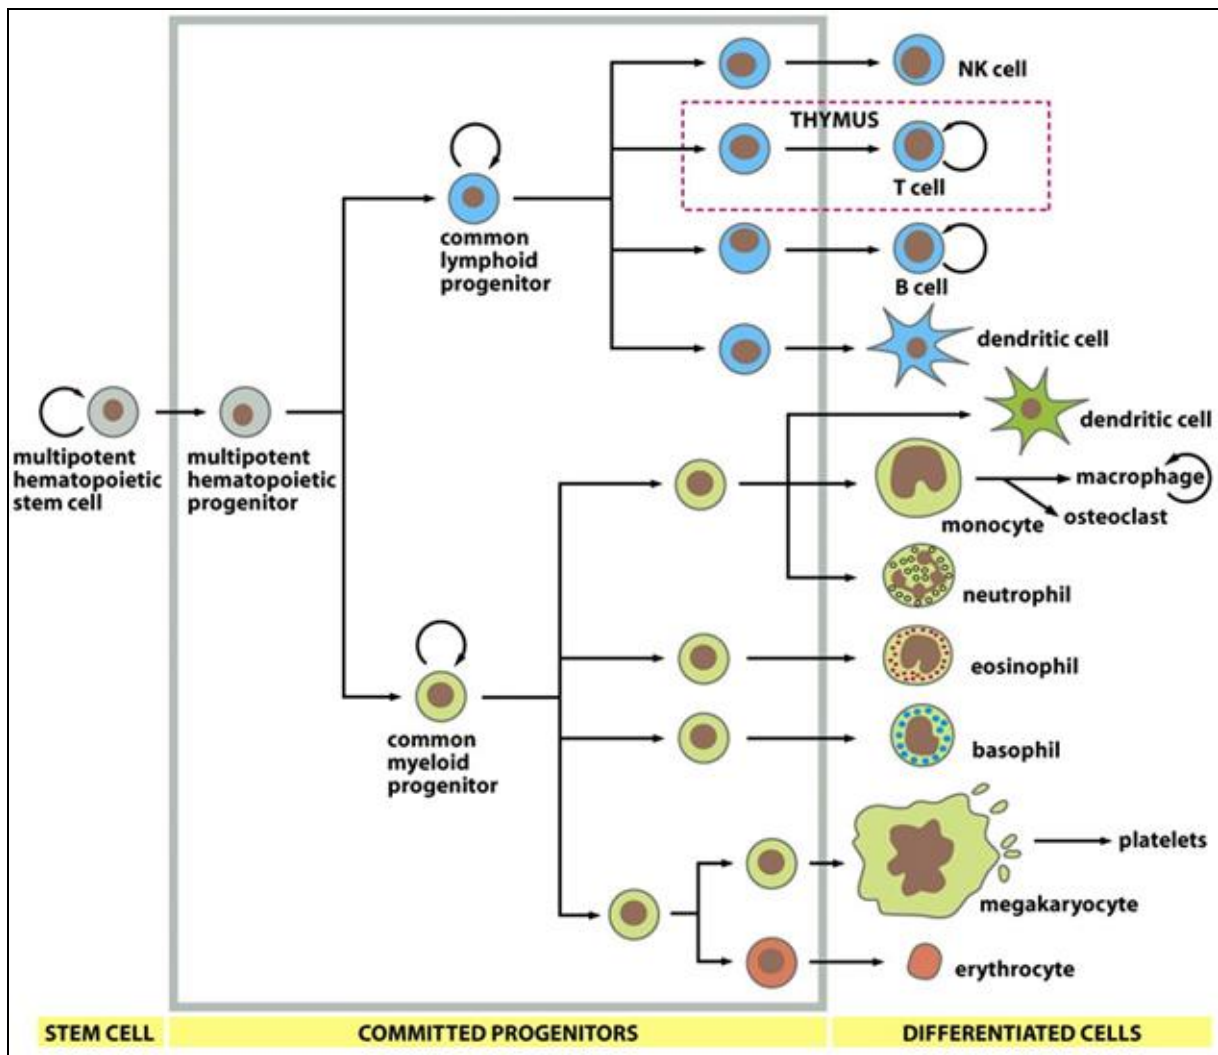 NK cell
THYMUS
T cell
common
lymphoid
progenitor
B cell
dendritic cell
dendritic cell
multipotent
hematopoietic
stem cell
multipotent
hematopoietic
progenitor
macrophage
monocyte
osteoclast
neutrophil
eosinophil
common
myeloid
progenitor
basophil
platelets
megakaryocyte
erythrocyte
STEM CELL
COMMITTED PROGENITORS
DIFFERENTIATED CELLS